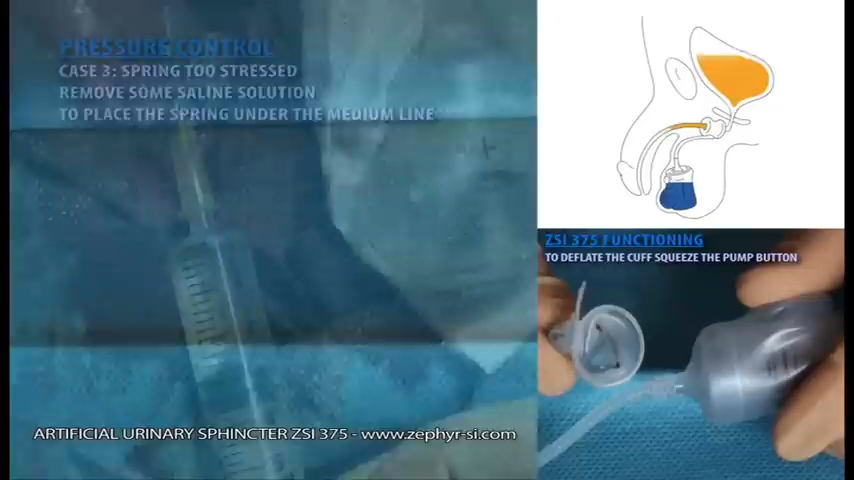 PRESSURE CONTROL
CASE 3: SPRING TOO STRESSED
REMOVE SOME SALINE SOLUTION
TO PLACE THE SPRING UNDER THE MEDIUM LINE
ZSI 375 FUNCTIONING
TO DEFLATE THE CUFF SQUEEZE THE PUMP BUTTON
ARTIFICIAL URINARY SPHINCTER ZSI 375 - www.zephyr-si.com